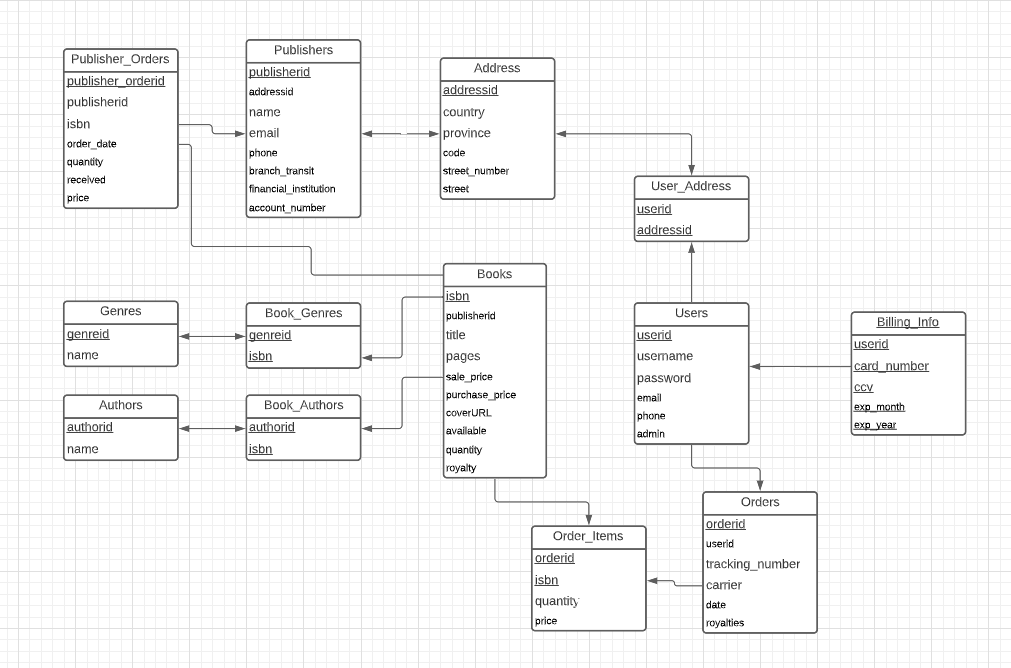 Publisher_Orders
publisher_orderid
publisherid
isbn
order_date
quantity
received
price
Publishers
publisherid
addressid
name
email
phone
branch_transit
financial_institution
account_number
Address
addressid
country
province
code
street_number
street
User_Address
userid
addressid
Genres
genreid
name
Book_Genres
genreid
isbn
Authors
authorid
name
Book_Authors
authorid
isbn
Books
isbn
publisherid
title
pages
sale_price
purchase_price
coverURL
available
quantity
royalty
Users
userid
username
password
email
phone
admin
Billing_Info
userid
card_number
ccv
exp_month
exp_year
Order_Items
orderid
isbn
quantity
price
Orders
orderid
userid
tracking_number
carrier
date
royalties